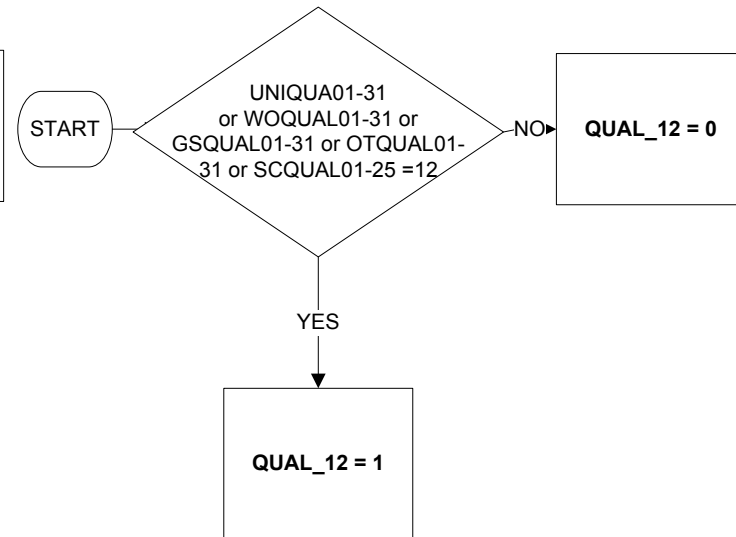 START
UNIQUA01-31
or WOQUAL01-31 or
GSQUAL01-31 or OTQUAL01-
31 or SCQUAL01-25 =12
NO
QUAL_12 = 0
YES
QUAL_12 = 1